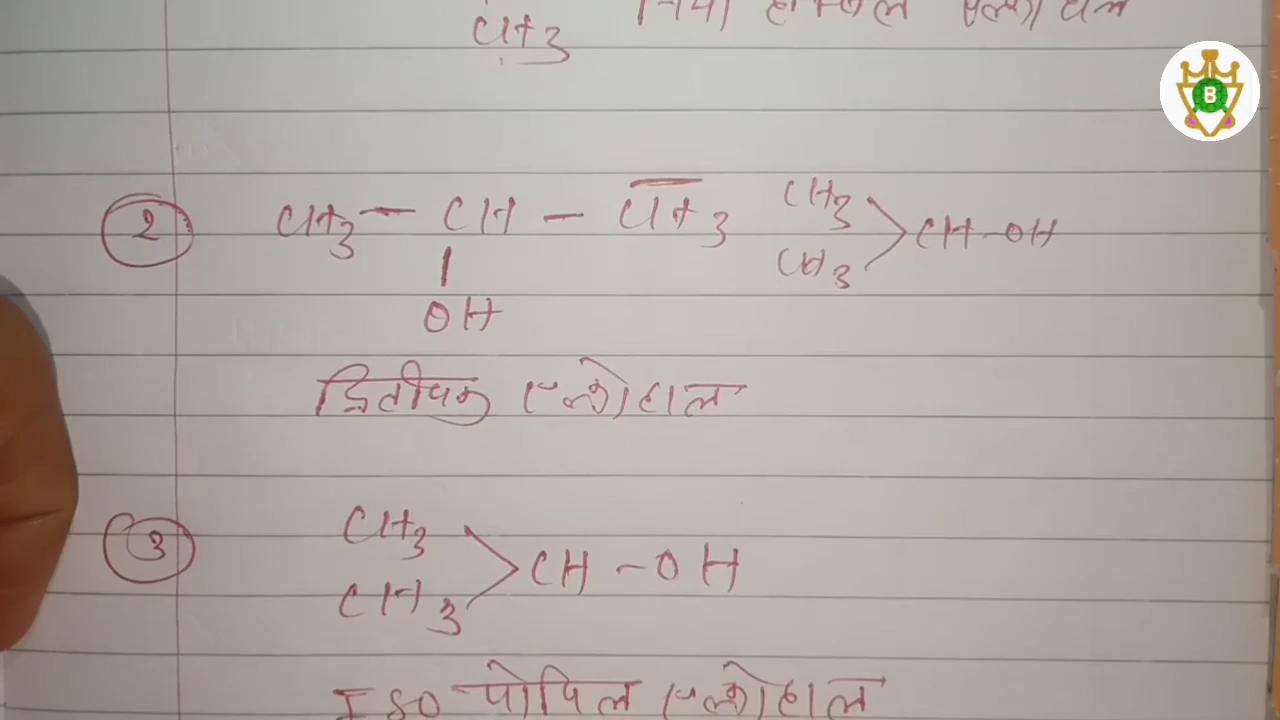 CH3
CH3 — CH — CH3   CH3
CH3 > CH-OH
|
OH
द्वितीयक एल्कोहाल
CH3
CH3 > CH - OH
Iso पोपिल एल्कोहाल
2
3
B